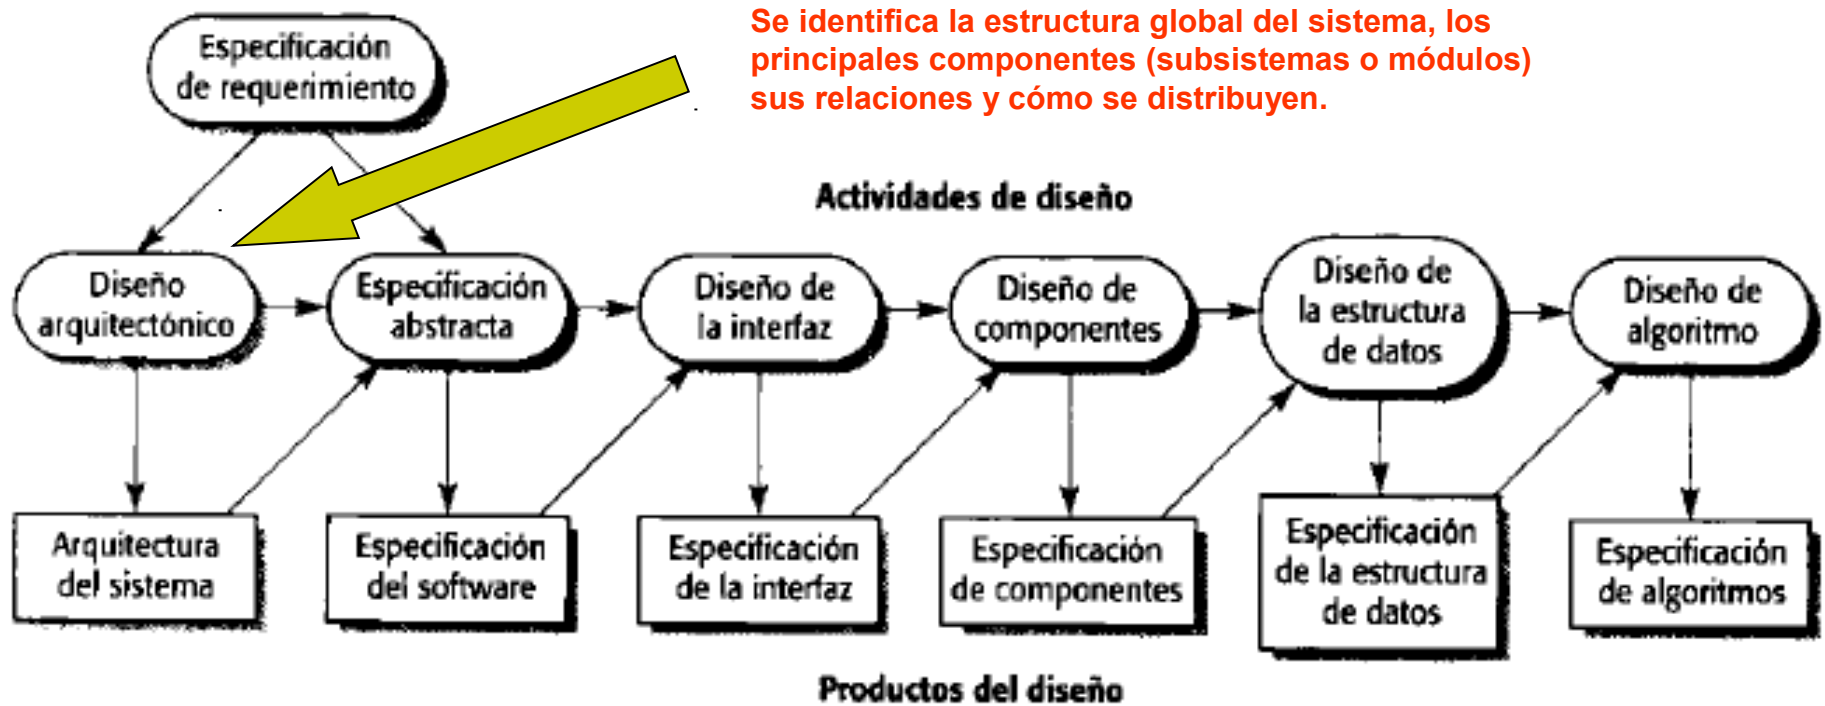 Se identifica la estructura global del sistema, los
principales componentes (subsistemas o módulos)
sus relaciones y cómo se distribuyen.
Especificación
de requerimiento
Actividades de diseño
Diseño
arquitectónico
Especificación
abstracta
Diseño de
la interfaz
Diseño de
componentes
Diseño de
la estructura
de datos
Diseño de
algoritmo
Arquitectura
del sistema
Especificación
del software
Especificación
de la interfaz
Especificación
de componentes
Especificación
de la estructura
de datos
Especificación
de algoritmos
Productos del diseño